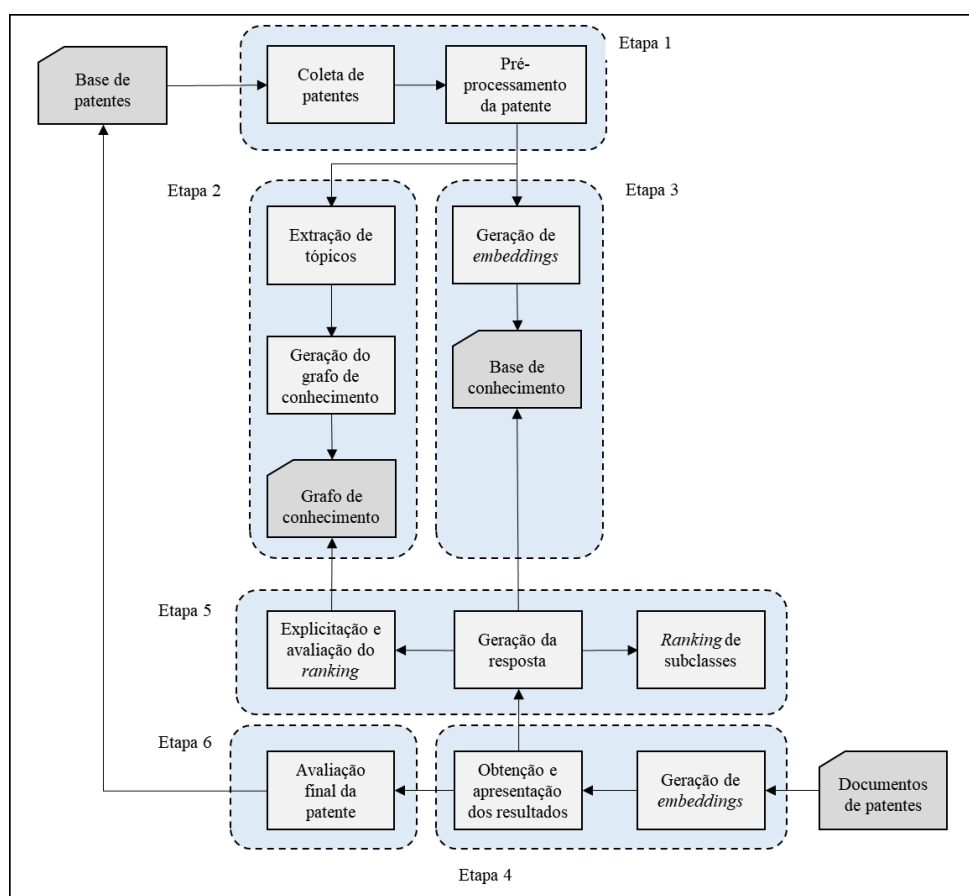 Etapa 1
Base de
patentes
Coleta de
patentes
Pré-
processamento
da patente
Etapa 2
Etapa 3
Extração de
tópicos
Geração de
embeddings
Geração do
grafo de
conhecimento
Base de
conhecimento
Grafo de
conhecimento
Etapa 5
Explicitação e
avaliação do
ranking
Geração da
resposta
Ranking de
subclasses
Etapa 6
Avaliação
final da
patente
Obtenção e
apresentação
dos resultados
Geração de
embeddings
Documentos
de patentes
Etapa 4